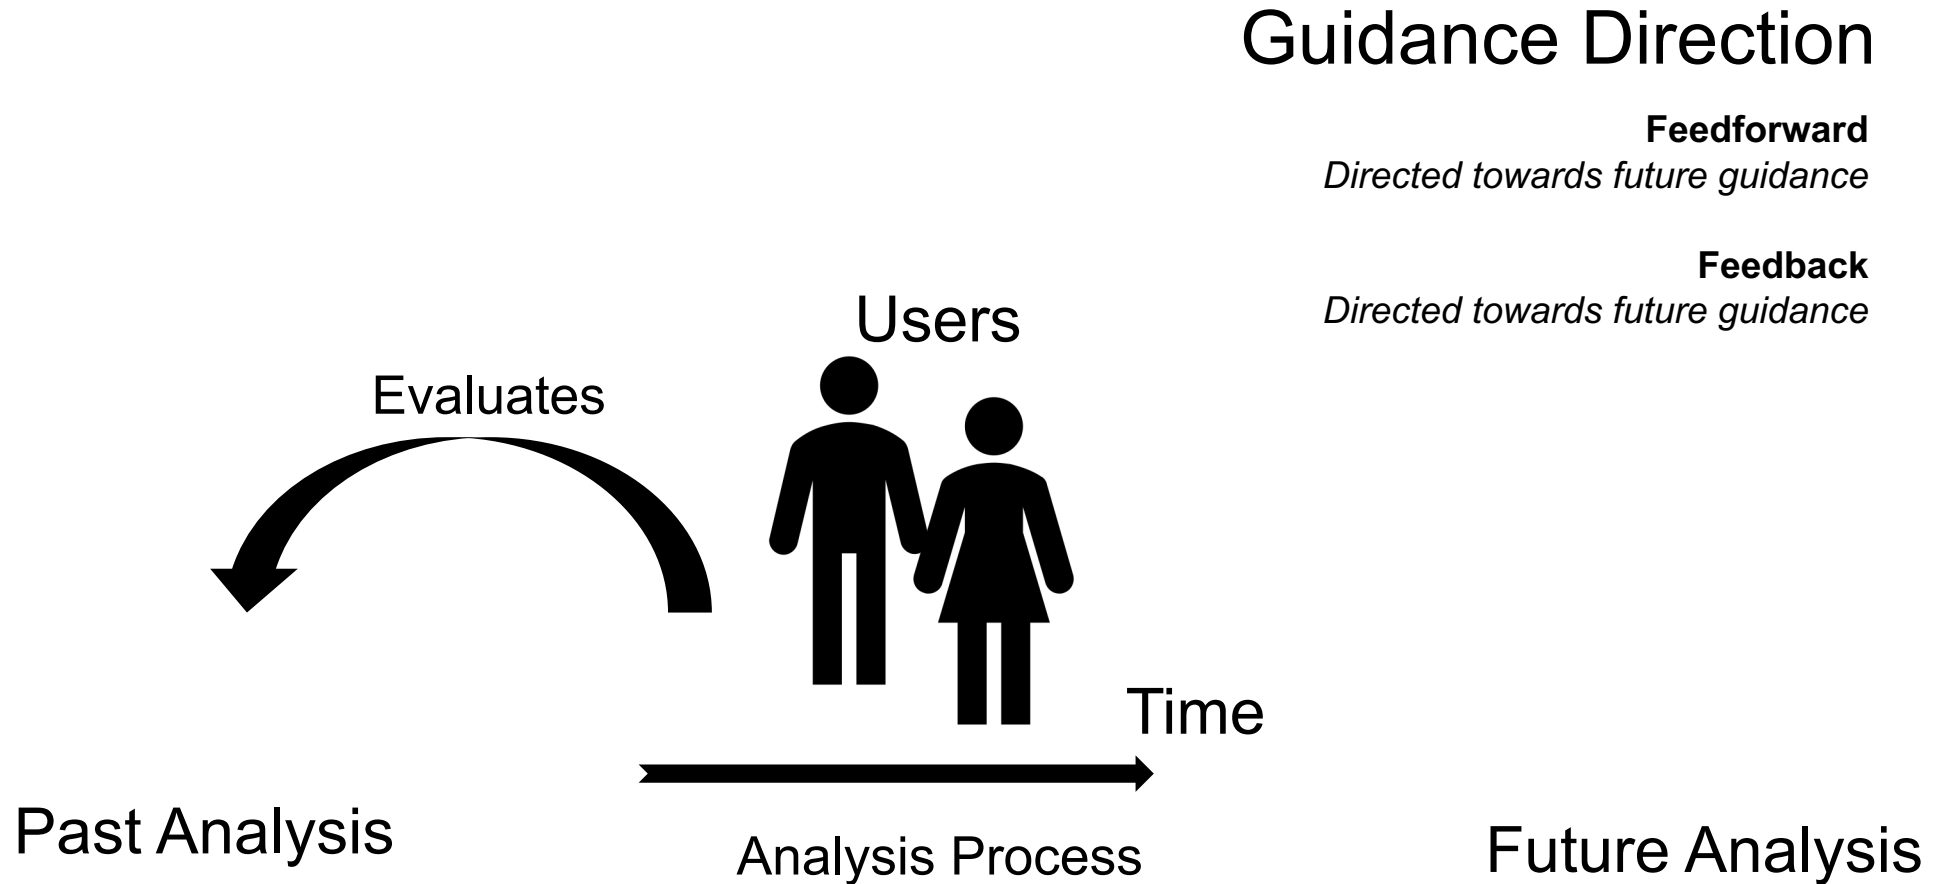 Guidance Direction
Feedforward
Directed towards future guidance
Feedback
Directed towards future guidance
Users
Evaluates
Time
Past Analysis
Analysis Process
Future Analysis